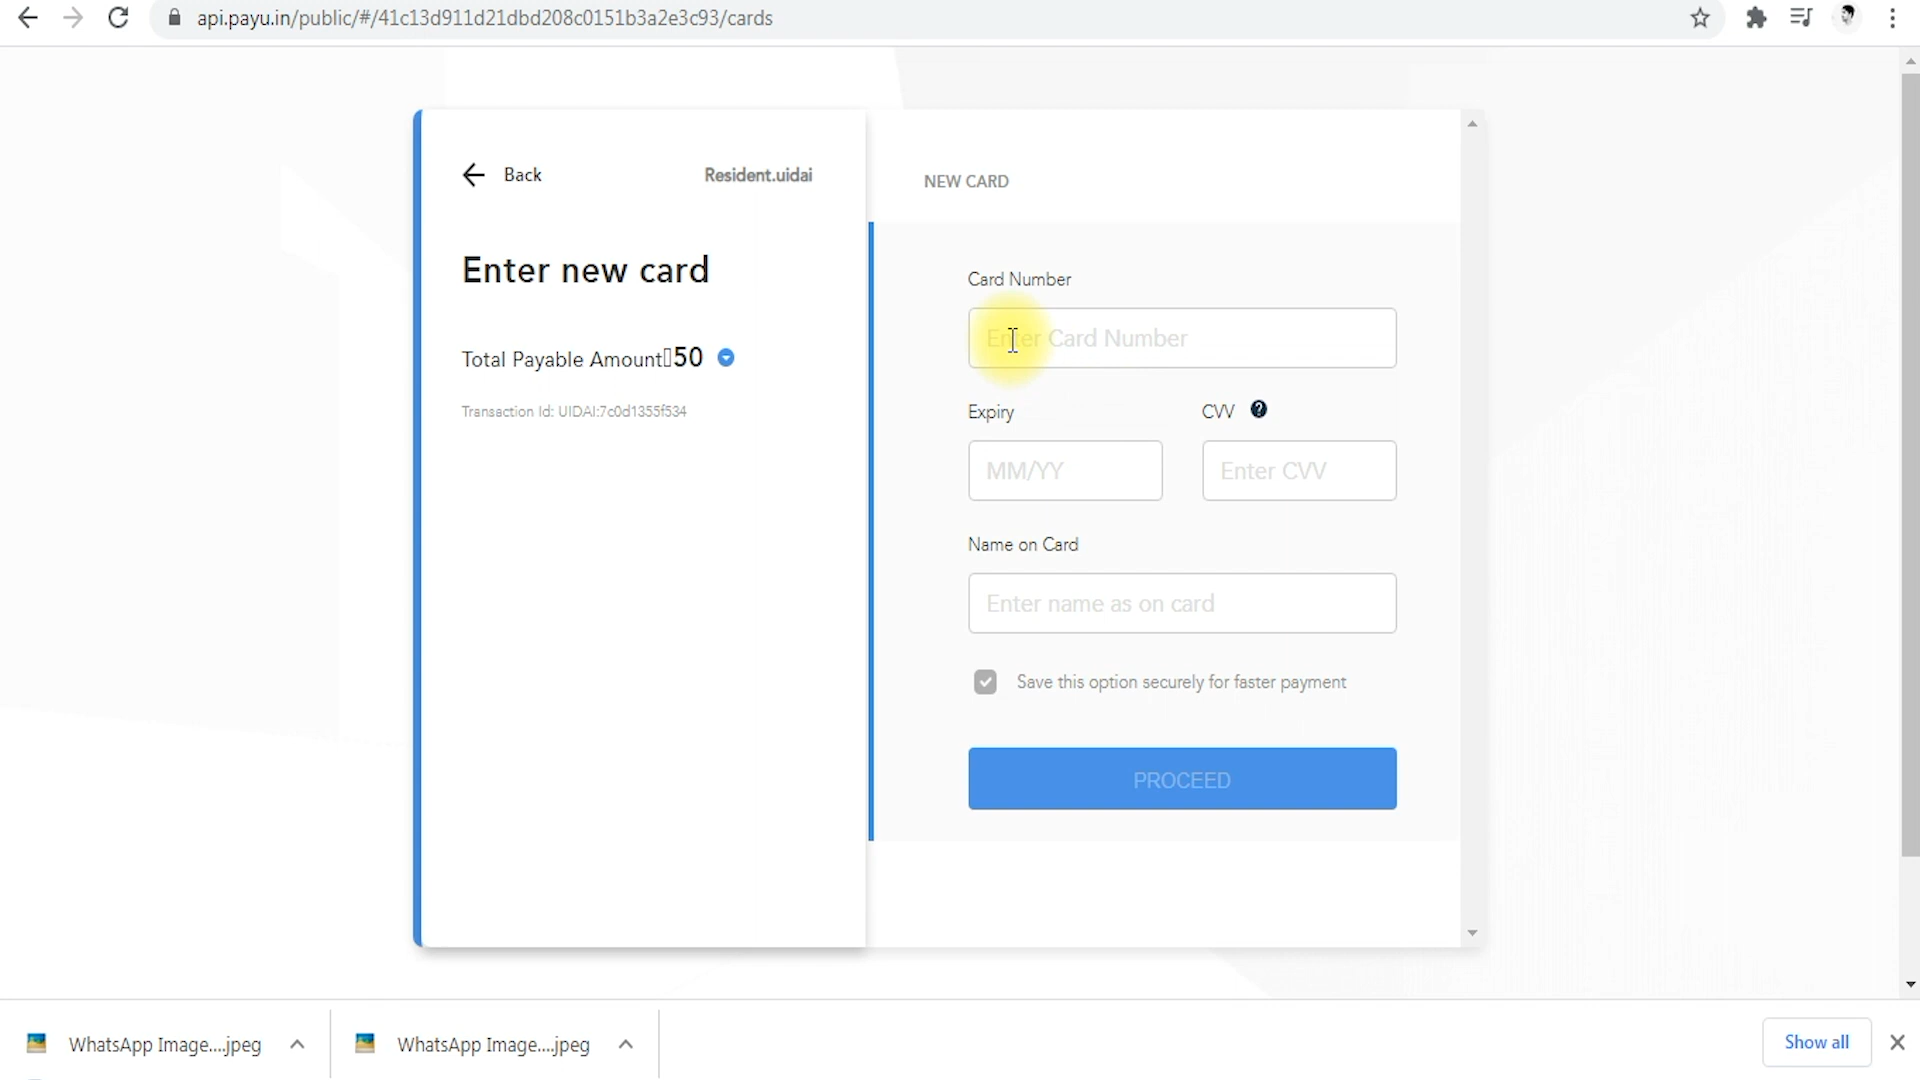 api.payu.in/public/#/41c13d911d21dbd208c0151b3a2e3c93/cards
Back
Resident.uidai
Enter new card
Total Payable Amount▯50
Transaction Id: UIDAI:7c0d1355f534
NEW CARD
Card Number
Enter Card Number
Expiry
CVV
MM/YY
Enter CVV
Name on Card
Enter name as on card
Save this option securely for faster payment
PROCEED
WhatsApp Image....jpeg
WhatsApp Image....jpeg
Show all